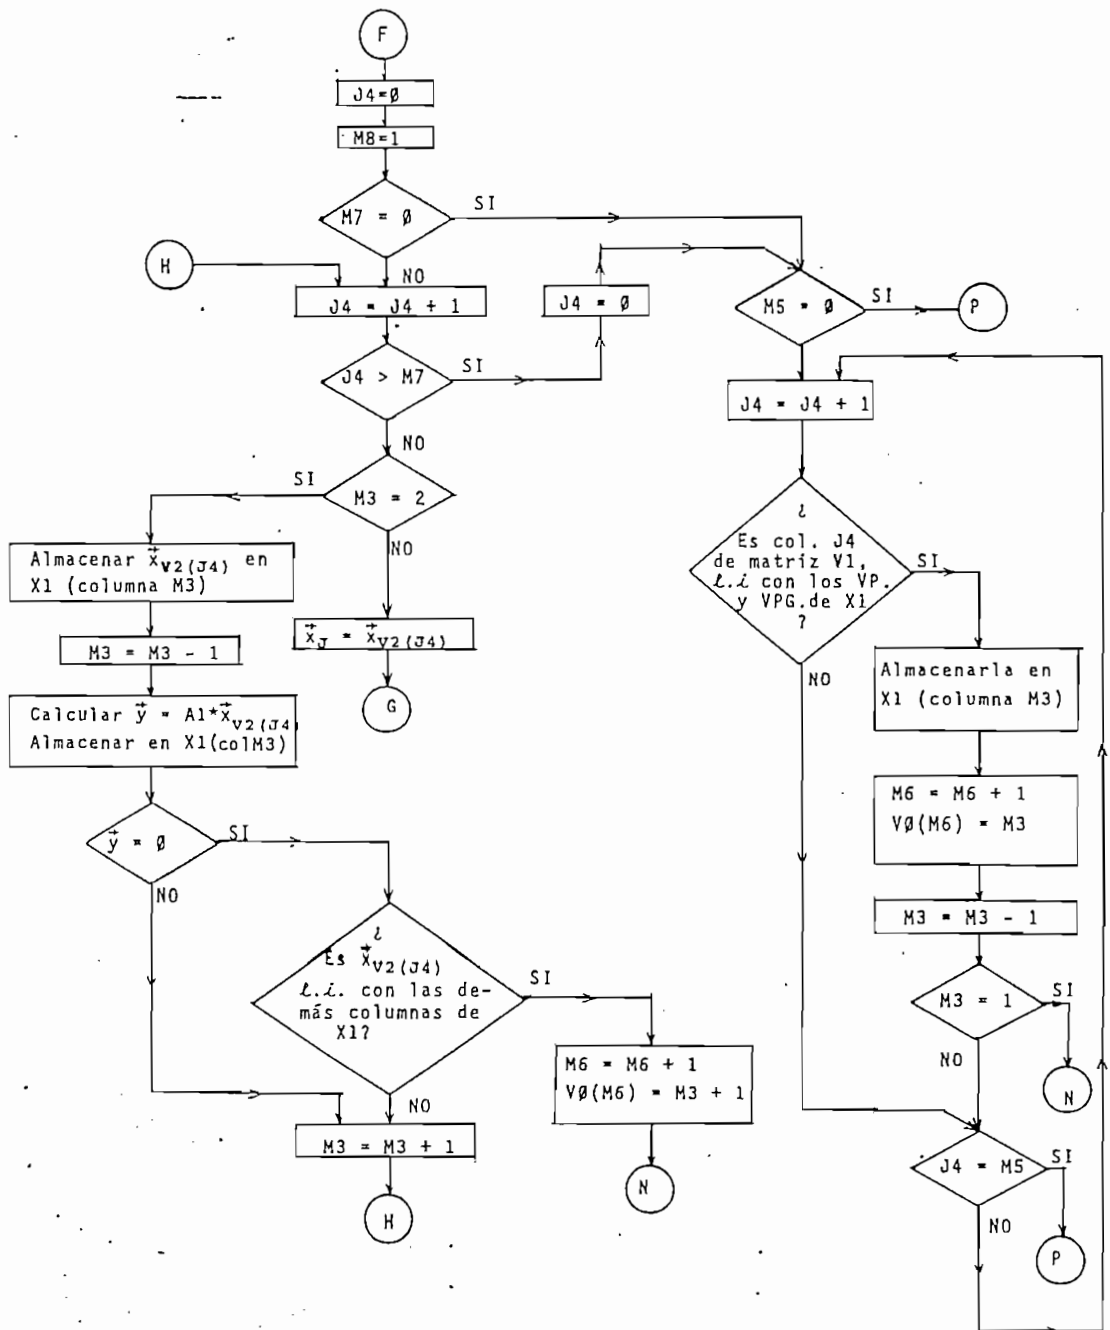 F
J4=Ø
M8=1
M7 = Ø
SI
NO
H
J4 = J4 + 1
J4 = Ø
M5 = Ø
SI
P
J4 > M7
SI
NO
J4 = J4 + 1
SI
M3 = 2
NO
Almacenar x⃗V2(J4) en
X1 (columna M3)
M3 = M3 - 1
x⃗J = x⃗V2(J4)
G
Calcular y⃗ = A1*x⃗V2(J4
Almacenar en X1(colM3)
y⃗ = Ø
SI
NO
¿
Es x⃗V2(J4)
l.i. con las de-
más columnas de
X1?
SI
NO
M6 = M6 + 1
VØ(M6) = M3 + 1
N
M3 = M3 + 1
H
¿
Es col. J4
de matríz V1,
l.i con los VP.
y VPG.de X1
?
SI
NO
Almacenarla en
X1 (columna M3)
M6 = M6 + 1
VØ(M6) = M3
M3 = M3 - 1
M3 = 1
SI
NO
N
J4 = M5
SI
NO
P